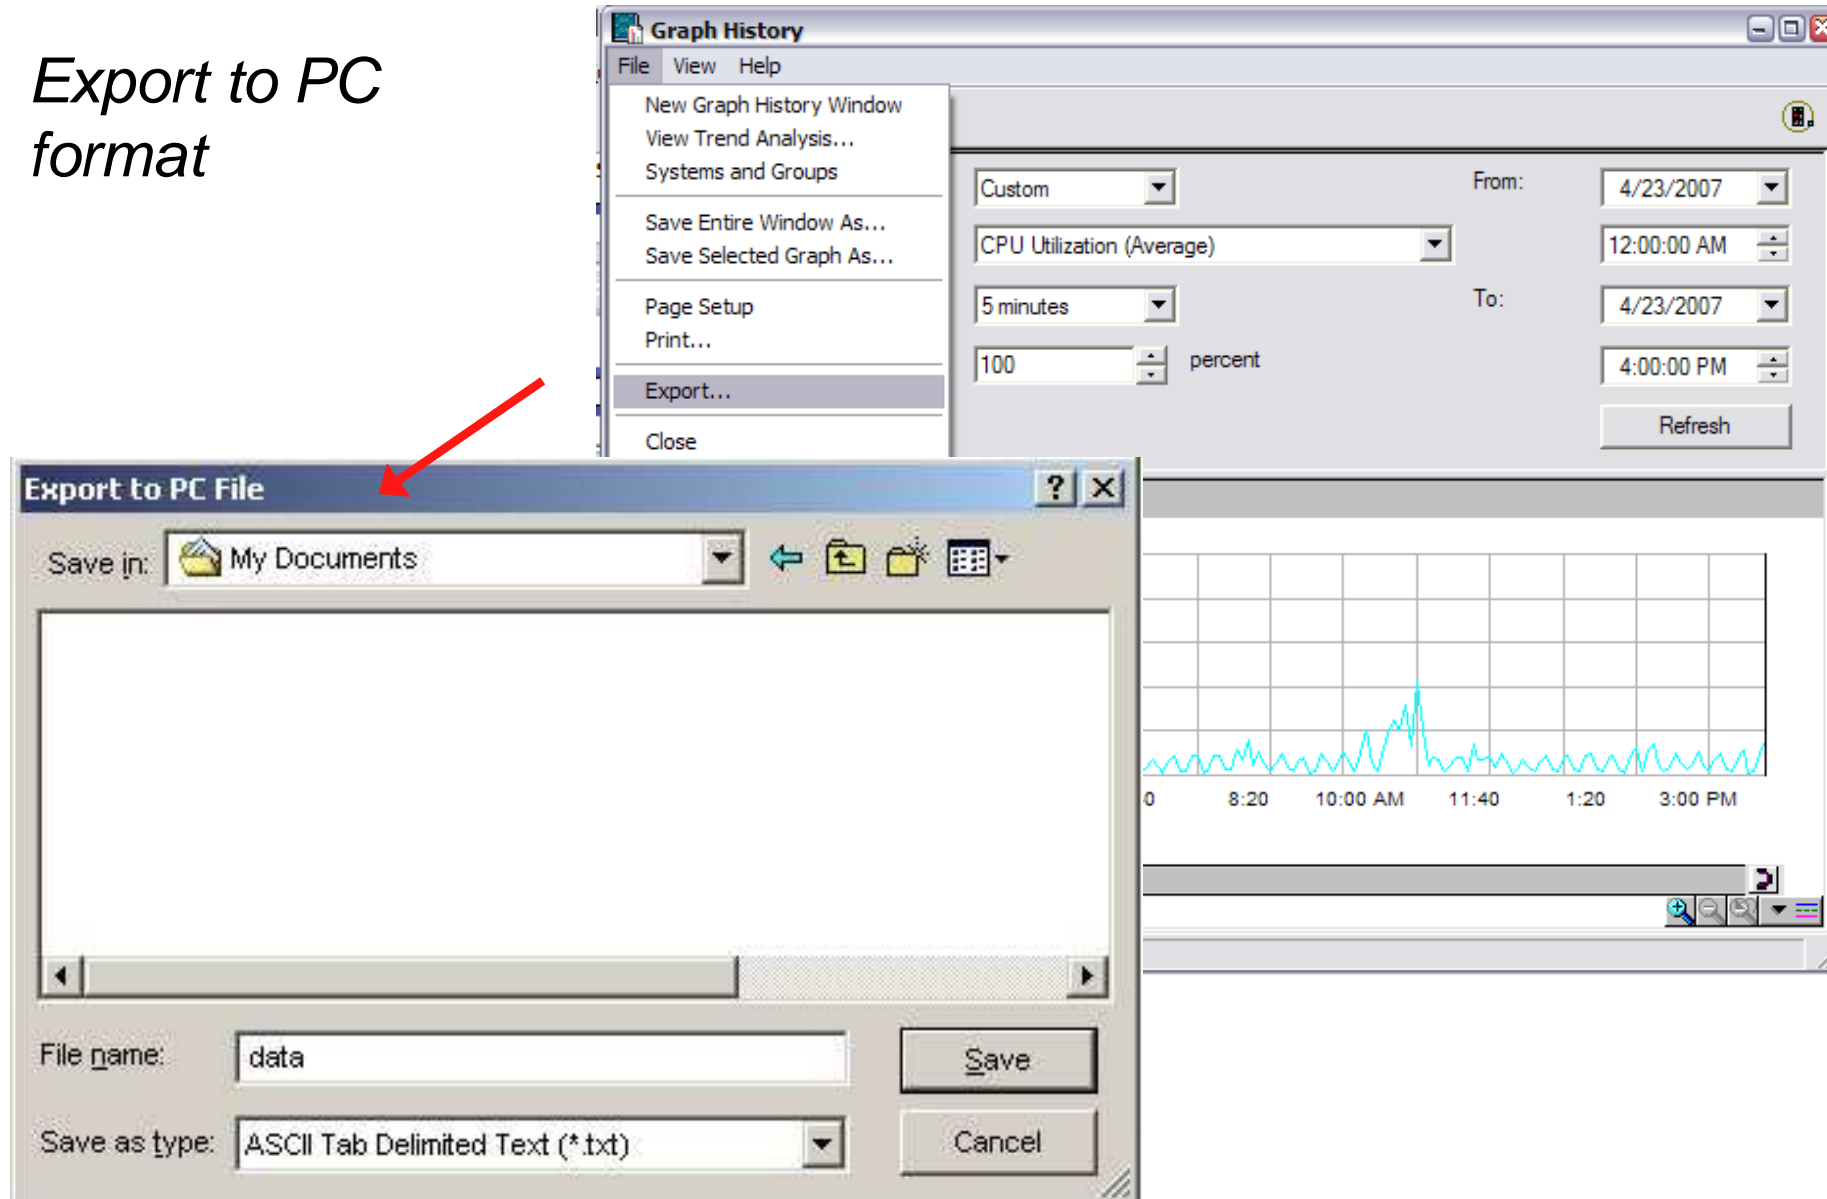 Export to PC
format
Graph History
File View Help
New Graph History Window
View Trend Analysis...
Systems and Groups
Save Entire Window As...
Save Selected Graph As...
Page Setup
Print...
Export...
Close
Custom
From:
4/23/2007
CPU Utilization (Average)
12:00:00 AM
5 minutes
To:
4/23/2007
100
percent
4:00:00 PM
Refresh
Export to PC File
Save in:
My Documents
File name:
data
Save
Save as type:
ASCII Tab Delimited Text (*.txt)
Cancel
8:20 10:00 AM 11:40 1:20 3:00 PM